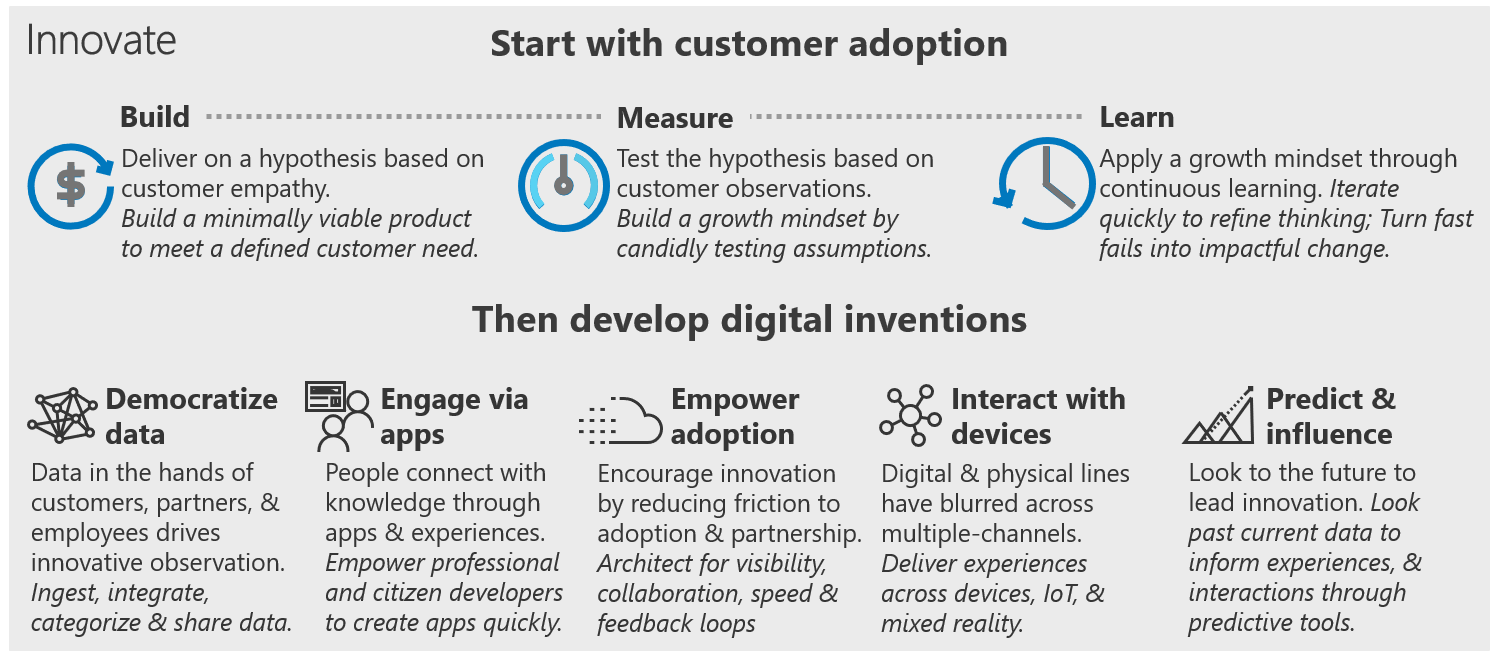 Innovate
Start with customer adoption
Build
Deliver on a hypothesis based on
customer empathy.
Build a minimally viable product
to meet a defined customer need.
$
Measure
Test the hypothesis based on
customer observations.
Build a growth mindset by
candidly testing assumptions.
Learn
Apply a growth mindset through
continuous learning. Iterate
quickly to refine thinking; Turn fast
fails into impactful change.
Then develop digital inventions
Democratize
data
Data in the hands of
customers, partners, &
employees drives
innovative observation.
Ingest, integrate,
categorize & share data.
Engage via
apps
People connect with
knowledge through
apps & experiences.
Empower professional
and citizen developers
to create apps quickly.
Empower
adoption
Encourage innovation
by reducing friction to
adoption & partnership.
Architect for visibility,
collaboration, speed &
feedback loops
Interact with
devices
Digital & physical lines
have blurred across
multiple-channels.
Deliver experiences
across devices, IoT, &
mixed reality.
Predict &
influence
Look to the future to
lead innovation. Look
past current data to
inform experiences, &
interactions through
predictive tools.